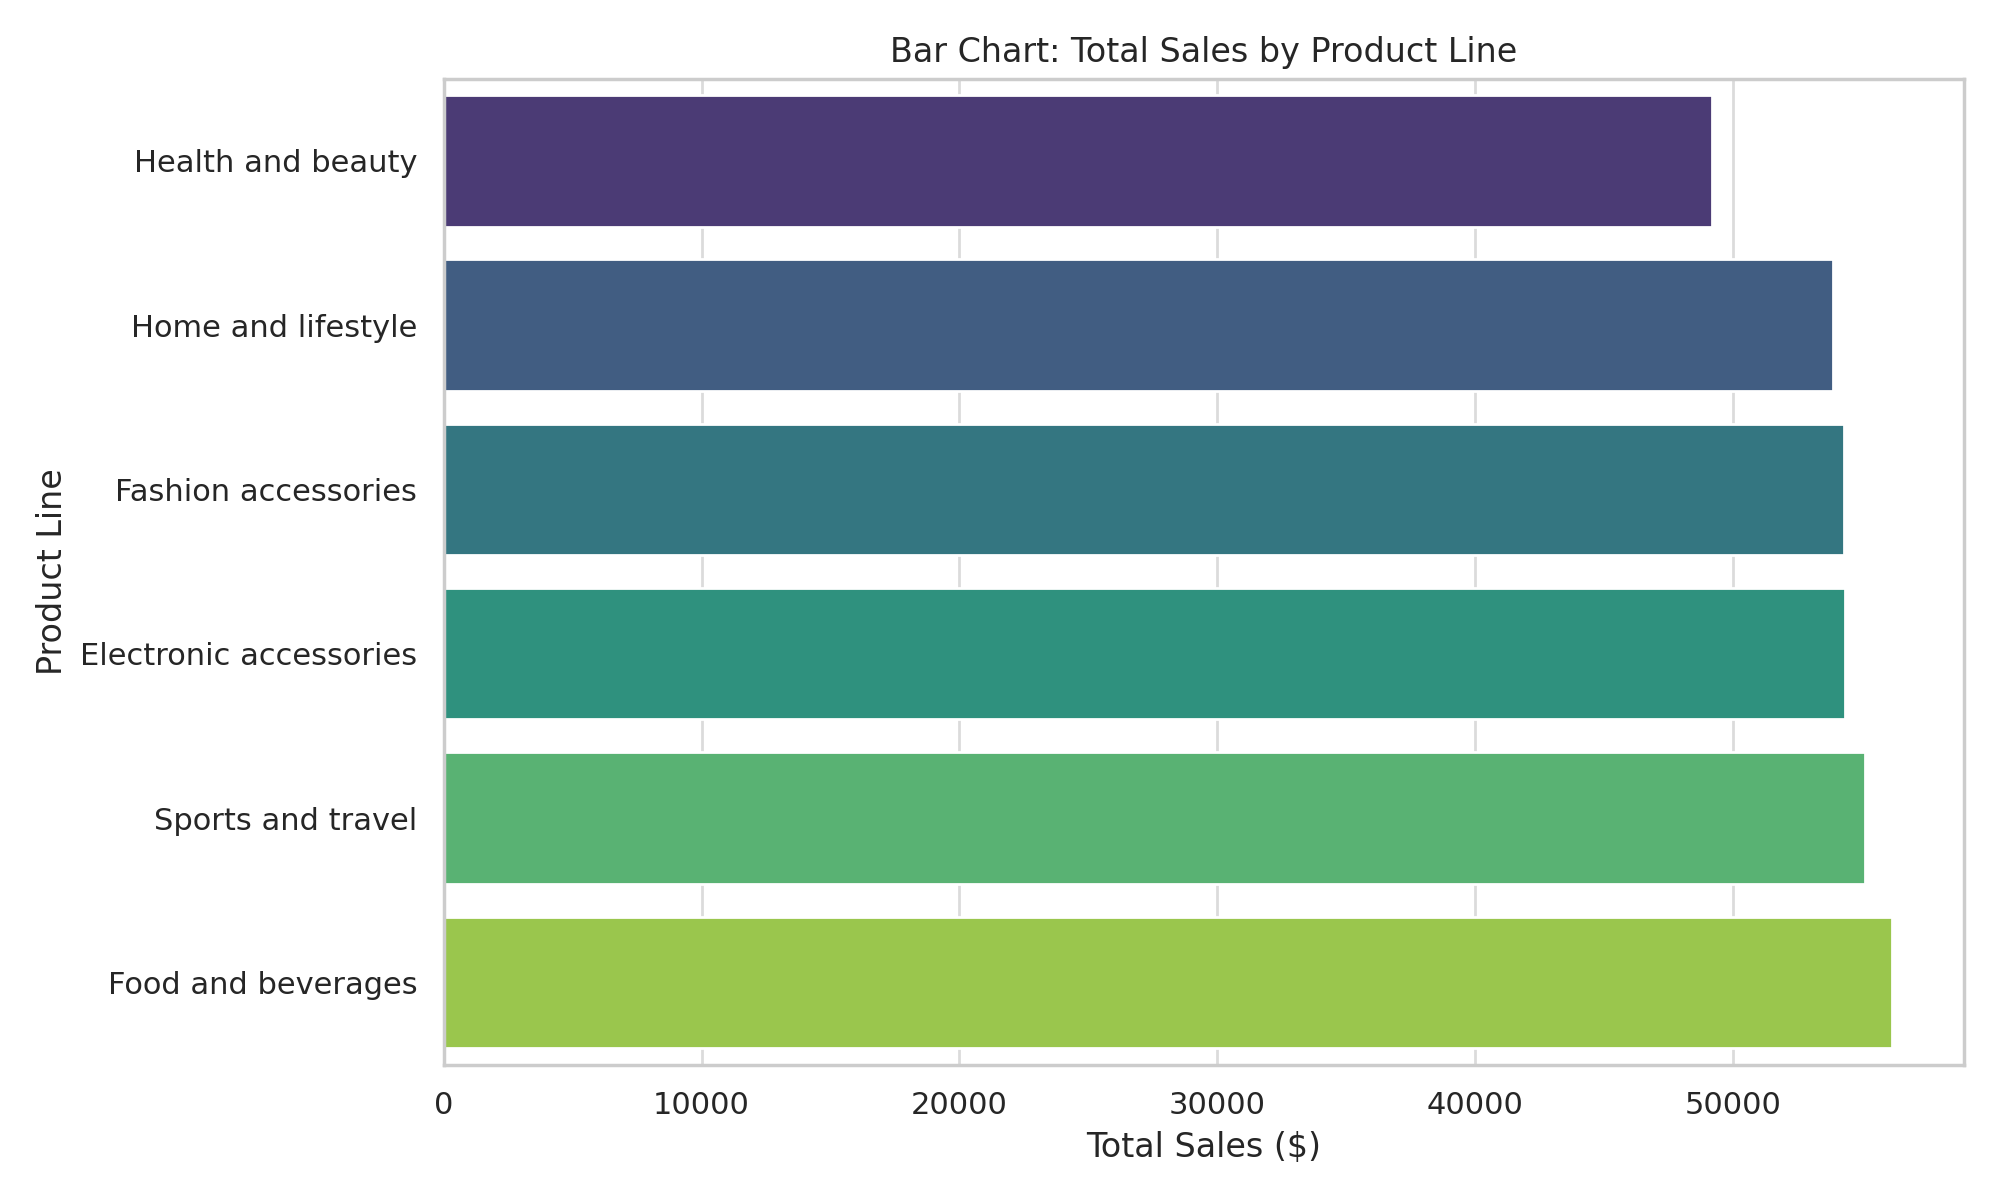 Bar Chart: Total Sales by Product Line
Product Line
Health and beauty
Home and lifestyle
Fashion accessories
Electronic accessories
Sports and travel
Food and beverages
0 10000 20000 30000 40000 50000
Total Sales ($)